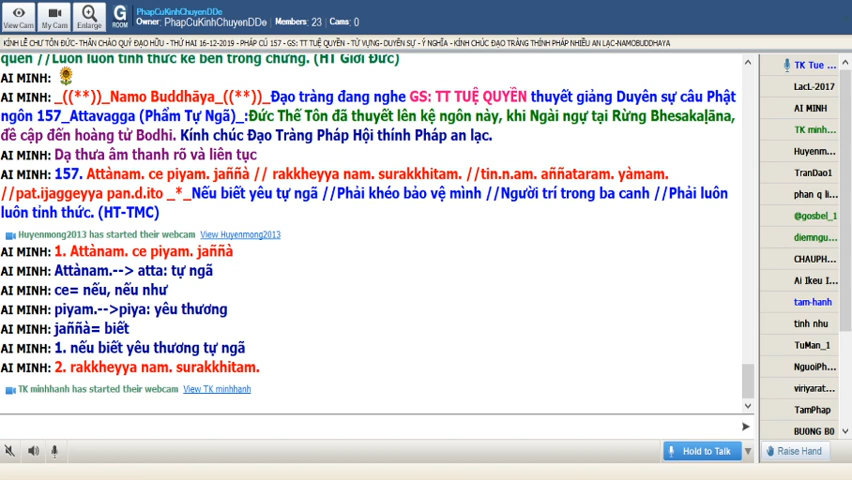 PhapCuKinhChuyenDDe
Owner: PhapCuKinhChuyenDDe Members: 23 Cams: 0
View Cam My Cam Enlarge G ROOM
KÍNH LỄ CHƯ TÔN ĐỨC- THÂN CHÀO QUÝ ĐẠO HỮU - THỨ HAI 16-12-2019 - PHÁP CÚ 157 - GS: TT TUỆ QUYỀN - TỪ VỰNG- DUYÊN SỰ - Ý NGHĨA - KÍNH CHÚC ĐẠO TRÀNG THÍNH PHÁP NHIỀU AN LẠC-NAMOBUDDHAYA
quen //Luôn luôn tỉnh thức kẻ bên trong chừng. (HT Giới Đức)
AI MINH:
AI MINH: _((**))_Namo Buddhāya_((**))_Đạo tràng đang nghe GS: TT TUỆ QUYỀN thuyết giảng Duyên sự câu Phật
ngôn 157_Attavagga (Phẩm Tự Ngã)_:Đức Thế Tôn đã thuyết lên kệ ngôn này, khi Ngài ngự tại Rừng Bhesakaḷāna,
đề cập đến hoàng tử Bodhi. Kính chúc Đạo Tràng Pháp Hội thính Pháp an lạc.
AI MINH: Dạ thưa âm thanh rõ và liên tục
AI MINH: 157. Attànam. ce piyam. jaññà // rakkheyya nam. surakkhitam. //tin.n.am. aññataram. yàmam.
//pat.ijaggeyya pan.d.ito _*_Nếu biết yêu tự ngã //Phải khéo bảo vệ mình //Người trí trong ba canh //Phải luôn
luôn tỉnh thức. (HT-TMC)
Huyenmong2013 has started their webcam View Huyenmong2013
AI MINH: 1. Attànam. ce piyam. jaññà
AI MINH: Attànam.--> atta: tự ngã
AI MINH: ce= nếu, nếu như
AI MINH: piyam.-->piya: yêu thương
AI MINH: jaññà= biết
AI MINH: 1. nếu biết yêu thương tự ngã
AI MINH: 2. rakkheyya nam. surakkhitam.
TK minhhanh has started their webcam View TK minhhanh
TK Tue ...
LacL-2017
AI MINH
TK minh...
Huyenm...
TranDao1
phan q li...
@gosbel_1
diemngu...
CHAUPH...
Ai Ikeu I ...
tam-hanh
tinh nhu
TuMan_1
NguoiPh...
viriyarat...
TamPhap
BUONG BO
Hold to Talk
Raise Hand